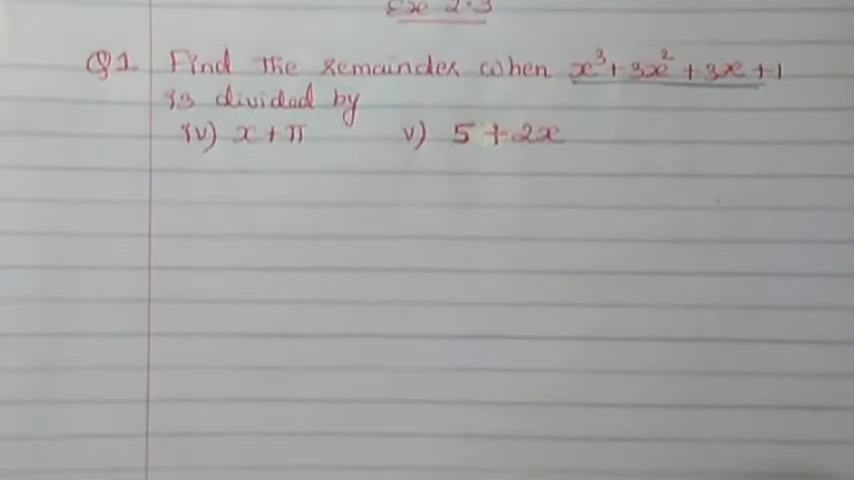 Ex 2.3
Q1 Find the remainder when x³ + 3x² + 3x + 1
is divided by
iv) x + π v) 5 + 2x